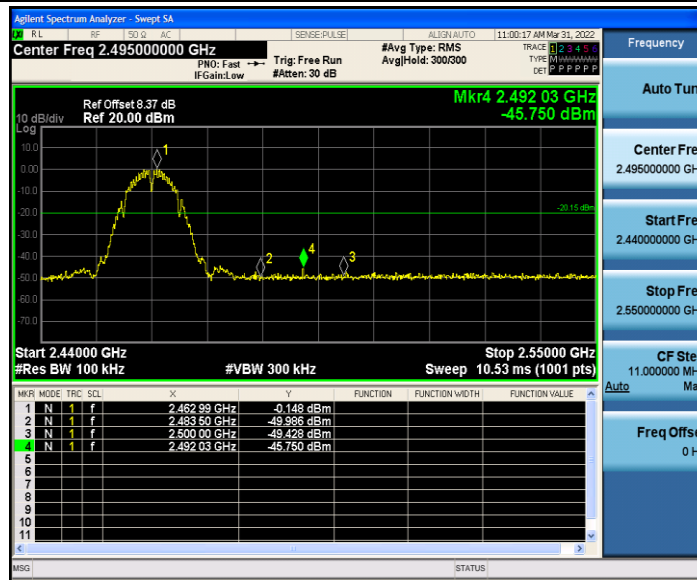 Agilent Spectrum Analyzer - Swept SA
RL RF 50 Ω AC SENSE:PULSE ALIGN AUTO 11:00:17 AM Mar 31, 2022
Center Freq 2.495000000 GHz #Avg Type: RMS TRACE 1 2 3 4 5 6
PNO: Fast Trig: Free Run Avg|Hold: 300/300 TYPE M
IFGain:Low #Atten: 30 dB DET P P P P P P
Ref Offset 8.37 dB Mkr4 2.492 03 GHz
10 dB/div Ref 20.00 dBm -45.750 dBm
Log
10.0
0.00
-10.0
-20.0
-30.0
-40.0
-50.0
-60.0
-70.0
1
2
4
3
-20.15 dBm
Start 2.44000 GHz Stop 2.55000 GHz
#Res BW 100 kHz #VBW 300 kHz Sweep 10.53 ms (1001 pts)
MKR MODE TRC SCL X Y FUNCTION FUNCTION WIDTH FUNCTION VALUE
1 N 1 f 2.462 99 GHz -0.148 dBm
2 N 1 f 2.483 50 GHz -49.986 dBm
3 N 1 f 2.500 00 GHz -49.428 dBm
4 N 1 f 2.492 03 GHz -45.750 dBm
5
6
7
8
9
10
11
MSG STATUS
Frequency
Auto Tun
Center Fre
2.495000000 GH
Start Fre
2.440000000 GH
Stop Fre
2.550000000 GH
CF Ste
11.000000 MH
Auto Ma
Freq Offse
0 H